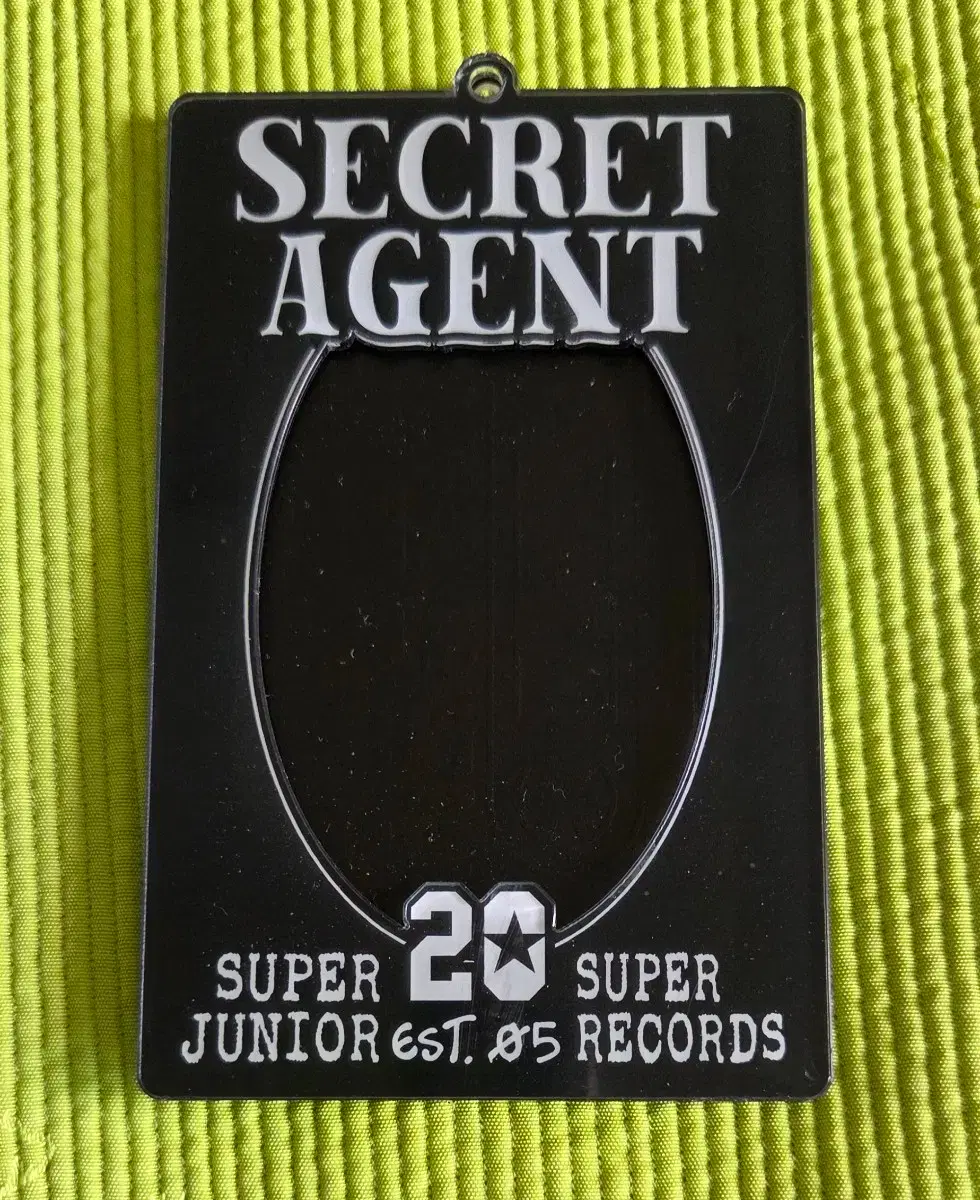 SECRET
AGENT
20
SUPER SUPER
JUNIOR EST. 05 RECORDS